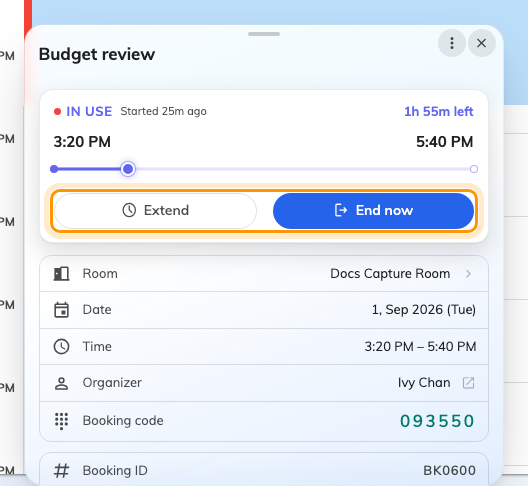 PM
Budget review
IN USE Started 25m ago 1h 55m left
3:20 PM 5:40 PM
PM
PM
Extend End now
Room Docs Capture Room
Date 1, Sep 2026 (Tue)
PM
Time 3:20 PM – 5:40 PM
Organizer Ivy Chan
PM
Booking code 093550
Booking ID BK0600
PM